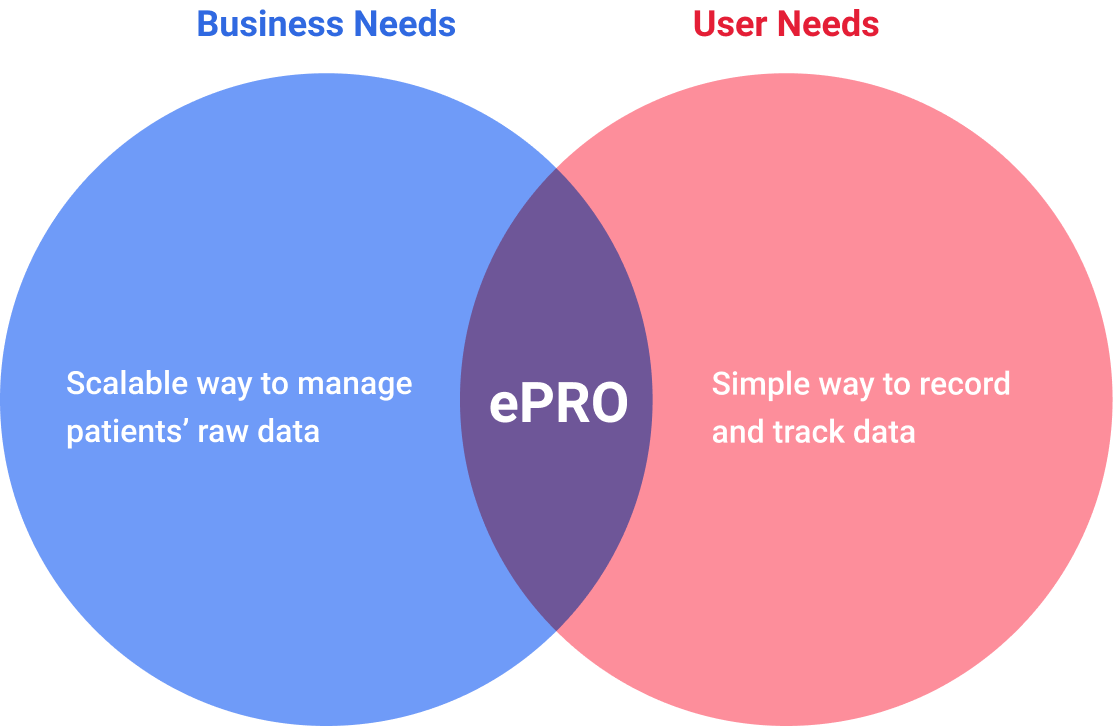 Business Needs
User Needs
Scalable way to manage
patients’ raw data
ePRO
Simple way to record
and track data